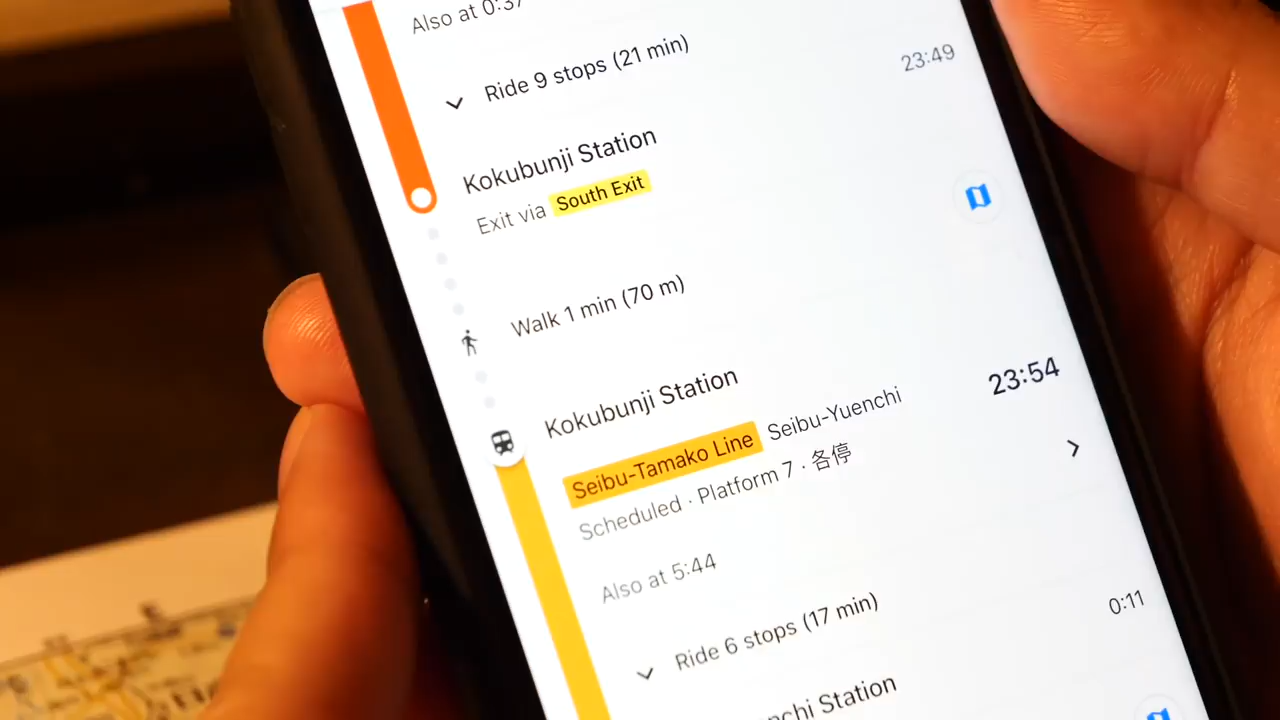 Also at 0:37
Ride 9 stops (21 min)
23:49
Kokubunji Station
Exit via South Exit
Walk 1 min (70 m)
Kokubunji Station
23:54
Seibu-Tamako Line Seibu-Yuenchi
Scheduled · Platform 7 · 各停
Also at 5:44
Ride 6 stops (17 min)
0:11
Station